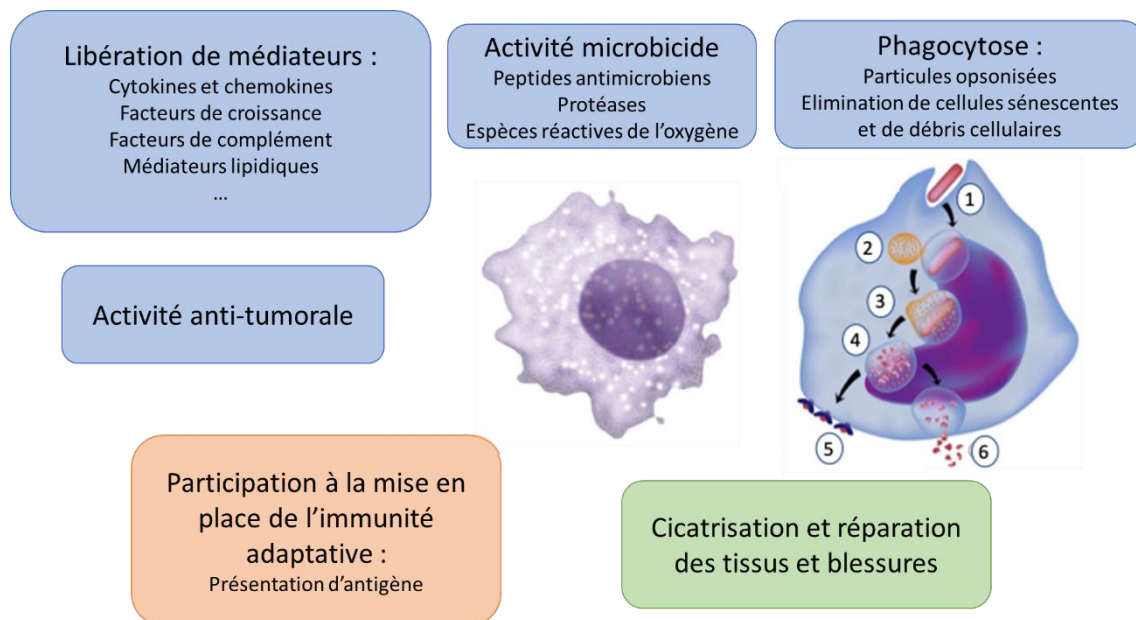 Libération de médiateurs :
Cytokines et chemokines
Facteurs de croissance
Facteurs de complément
Médiateurs lipidiques
…
Activité microbicide
Peptides antimicrobiens
Protéases
Espèces réactives de l’oxygène
Phagocytose :
Particules opsonisées
Elimination de cellules sénescentes
et de débris cellulaires
1
2
3
4
5
6
Activité anti-tumorale
Participation à la mise en
place de l’immunité
adaptative :
Présentation d’antigène
Cicatrisation et réparation
des tissus et blessures